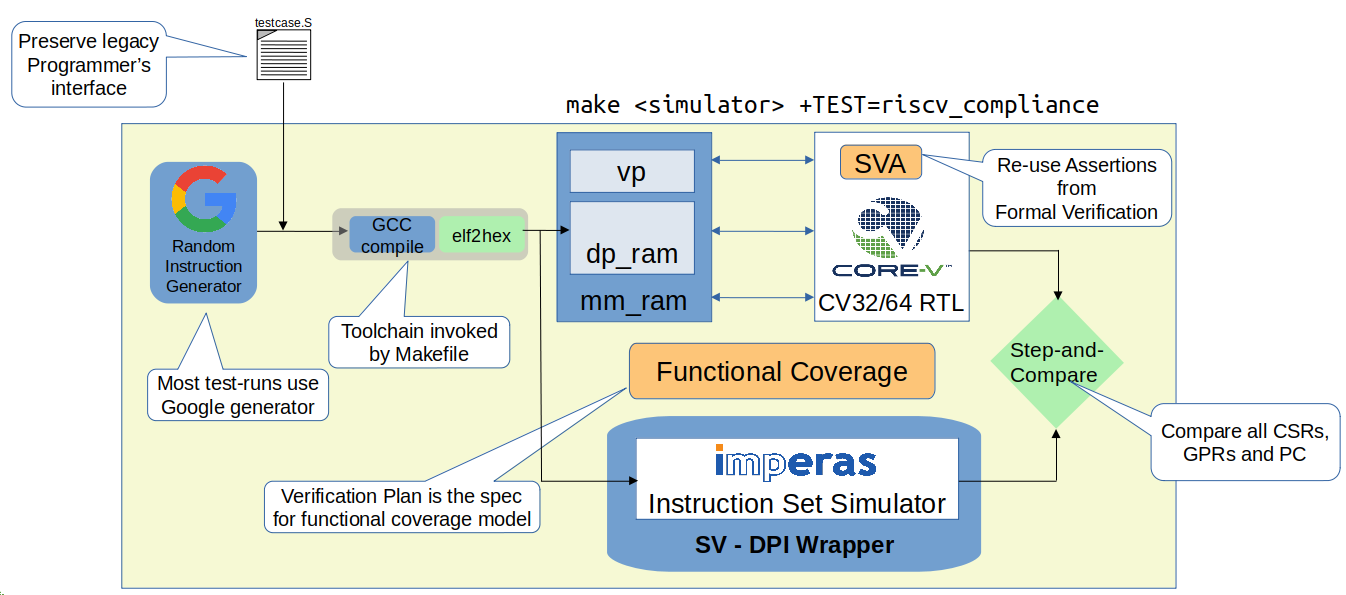 testcase.S
Preserve legacy
Programmer's
interface
make <simulator> +TEST=riscv_compliance
Random
Instruction
Generator
GCC
compile
elf2hex
vp
dp_ram
mm_ram
SVA
CORE-V™
CV32/64 RTL
Re-use Assertions
from
Formal Verification
Toolchain invoked
by Makefile
Most test-runs use
Google generator
Functional Coverage
Step-and-
Compare
Compare all CSRs,
GPRs and PC
Verification Plan is the spec
for functional coverage model
imperas
Instruction Set Simulator
SV - DPI Wrapper